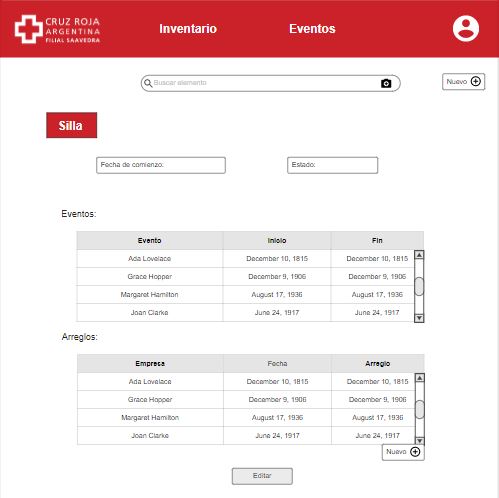 CRUZ ROJA
ARGENTINA
FILIAL SAAVEDRA
Inventario
Eventos
Buscar elemento
Nuevo
Silla
Fecha de comienzo:
Estado:
Eventos:
Evento Inicio Fin
Ada Lovelace December 10, 1815 December 10, 1815
Grace Hopper December 9, 1906 December 9, 1906
Margaret Hamilton August 17, 1936 August 17, 1936
Joan Clarke June 24, 1917 June 24, 1917
Arreglos:
Empresa Fecha Arreglo
Ada Lovelace December 10, 1815 December 10, 1815
Grace Hopper December 9, 1906 December 9, 1906
Margaret Hamilton August 17, 1936 August 17, 1936
Joan Clarke June 24, 1917 June 24, 1917
Nuevo
Editar